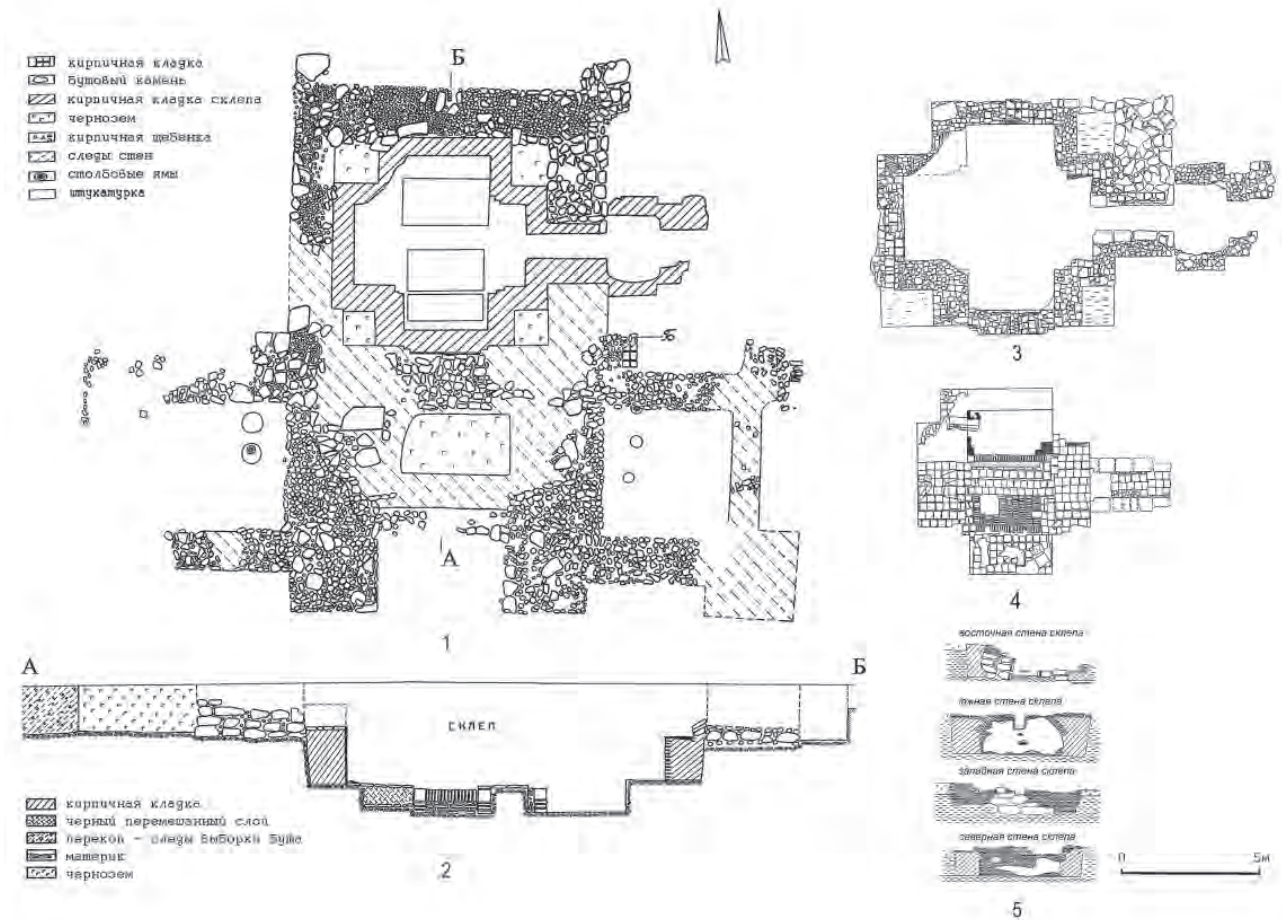 Б
кирпичная кладка
бутовый камень
кирпичная кладка склепа
чернозем
кирпичная щебенка
следы стен
столбовые ямы
штукатурка
А
1
3
4
А
Б
склеп
кирпичная кладка
черный перемешанный слой
перекоп - следы выборки бута
материк
чернозем
2
восточная стена склепа
южная стена склепа
западная стена склепа
северная стена склепа
0 5м
5